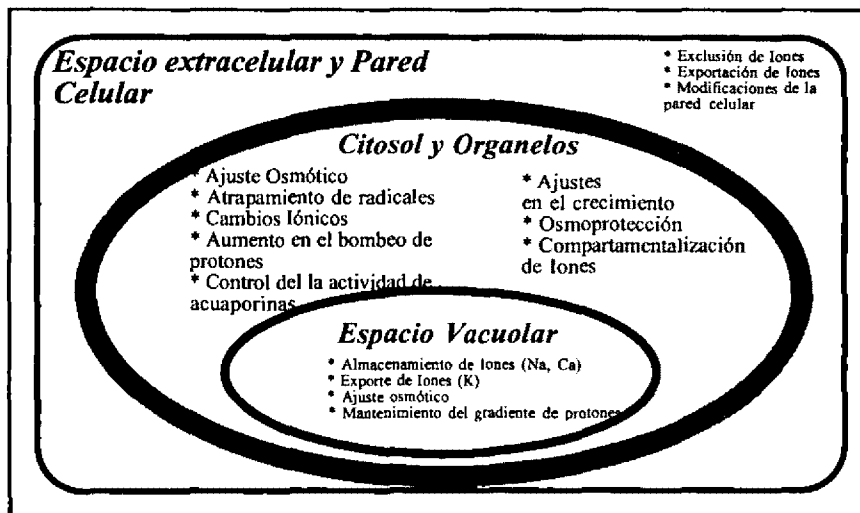 Espacio extracelular y Pared
Celular
* Exclusión de Iones
* Exportación de Iones
* Modificaciones de la
pared celular
Citosol y Organelos
* Ajuste Osmótico
* Atrapamiento de radicales
* Cambios Iónicos
* Aumento en el bombeo de
protones
* Control del la actividad de
acuaporinas
* Ajustes
en el crecimiento
* Osmoprotección
* Compartamentalización
de Iones
Espacio Vacuolar
* Almacenamiento de Iones (Na, Ca)
* Exporte de Iones (K)
* Ajuste osmótico
* Mantenimiento del gradiente de protones